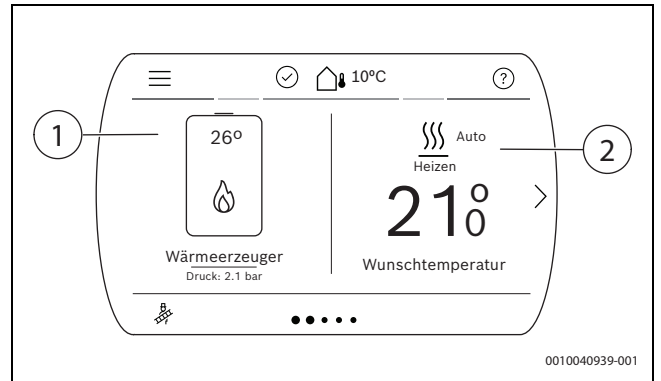 10°C
?
1
26°
Auto
2
Heizen
21°0
Wärmeerzeuger
Druck: 2.1 bar
Wunschtemperatur
0010040939-001